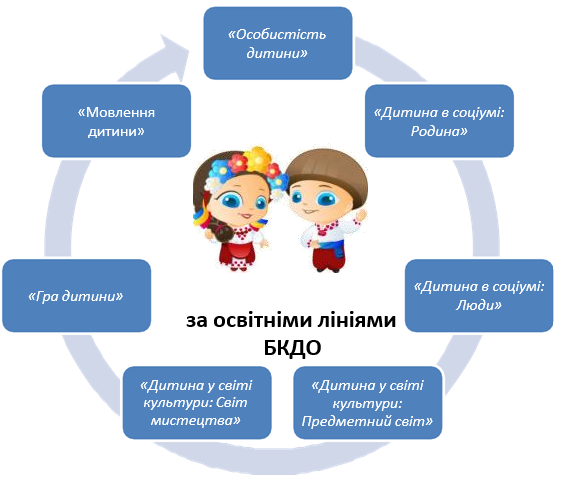 «Особистість
дитини»
«Дитина в соціумі:
Родина»
«Дитина в соціумі:
Люди»
«Дитина у світі
культури:
Предметний світ»
«Дитина у світі
культури: Світ
мистецтва»
«Гра дитини»
«Мовлення
дитини»
за освітніми лініями
БКДО